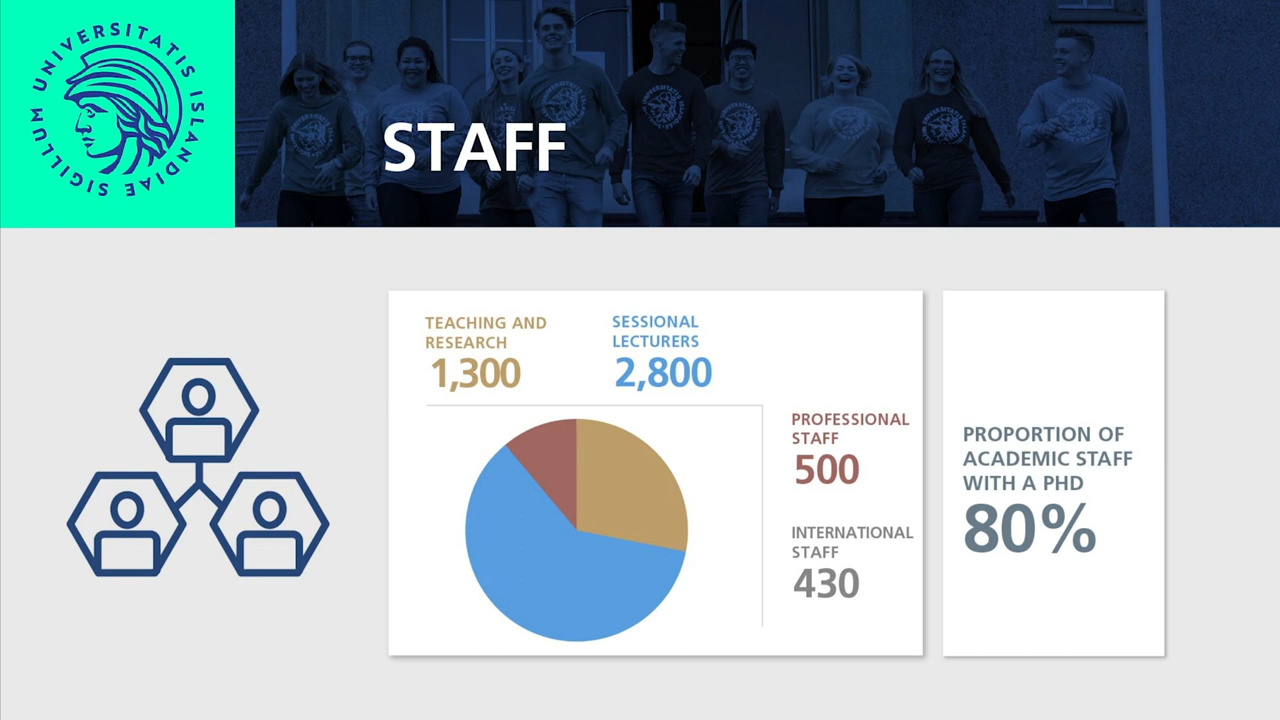 UNIVERSITATIS ISLANDIAE SIGILLUM
STAFF
TEACHING AND
RESEARCH
1,300
SESSIONAL
LECTURERS
2,800
PROFESSIONAL
STAFF
500
INTERNATIONAL
STAFF
430
PROPORTION OF
ACADEMIC STAFF
WITH A PHD
80%